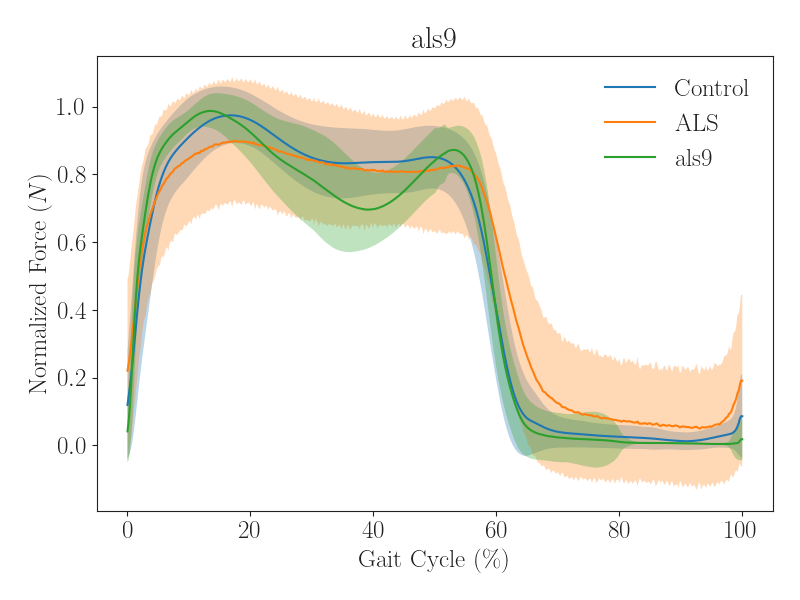 als9
Normalized Force (N)
1.0
0.8
0.6
0.4
0.2
0.0
Control
ALS
als9
0 20 40 60 80 100
Gait Cycle (%)